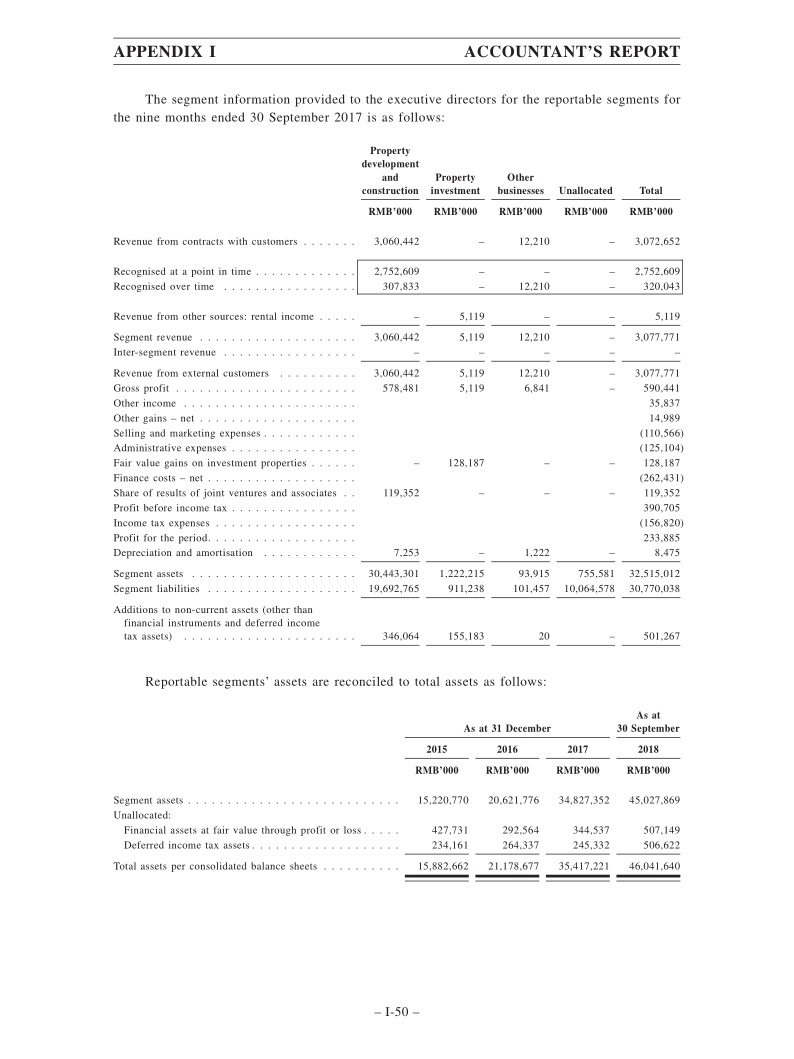 APPENDIX I ACCOUNTANT’S REPORT
The segment information provided to the executive directors for the reportable segments for
the nine months ended 30 September 2017 is as follows:
Property
development
and Property Other
construction investment businesses Unallocated Total
RMB’000 RMB’000 RMB’000 RMB’000 RMB’000
Revenue from contracts with customers . . . . . . . 3,060,442 – 12,210 – 3,072,652
Recognised at a point in time . . . . . . . . . . . . . 2,752,609 – – – 2,752,609
Recognised over time . . . . . . . . . . . . . . . . . 307,833 – 12,210 – 320,043
Revenue from other sources: rental income . . . . . – 5,119 – – 5,119
Segment revenue . . . . . . . . . . . . . . . . . . . . 3,060,442 5,119 12,210 – 3,077,771
Inter-segment revenue . . . . . . . . . . . . . . . . . – – – – –
Revenue from external customers . . . . . . . . . . 3,060,442 5,119 12,210 – 3,077,771
Gross profit . . . . . . . . . . . . . . . . . . . . . . . 578,481 5,119 6,841 – 590,441
Other income . . . . . . . . . . . . . . . . . . . . . . 35,837
Other gains – net . . . . . . . . . . . . . . . . . . . . 14,989
Selling and marketing expenses . . . . . . . . . . . . (110,566)
Administrative expenses . . . . . . . . . . . . . . . . (125,104)
Fair value gains on investment properties . . . . . . – 128,187 – – 128,187
Finance costs – net . . . . . . . . . . . . . . . . . . . (262,431)
Share of results of joint ventures and associates . . 119,352 – – – 119,352
Profit before income tax . . . . . . . . . . . . . . . . 390,705
Income tax expenses . . . . . . . . . . . . . . . . . . (156,820)
Profit for the period. . . . . . . . . . . . . . . . . . . 233,885
Depreciation and amortisation . . . . . . . . . . . . 7,253 – 1,222 – 8,475
Segment assets . . . . . . . . . . . . . . . . . . . . . 30,443,301 1,222,215 93,915 755,581 32,515,012
Segment liabilities . . . . . . . . . . . . . . . . . . . 19,692,765 911,238 101,457 10,064,578 30,770,038
Additions to non-current assets (other than
financial instruments and deferred income
tax assets) . . . . . . . . . . . . . . . . . . . . . . 346,064 155,183 20 – 501,267
Reportable segments’ assets are reconciled to total assets as follows:
As at
As at 31 December 30 September
2015 2016 2017 2018
RMB’000 RMB’000 RMB’000 RMB’000
Segment assets . . . . . . . . . . . . . . . . . . . . . . . . . . . 15,220,770 20,621,776 34,827,352 45,027,869
Unallocated:
Financial assets at fair value through profit or loss . . . . . 427,731 292,564 344,537 507,149
Deferred income tax assets . . . . . . . . . . . . . . . . . . . 234,161 264,337 245,332 506,622
Total assets per consolidated balance sheets . . . . . . . . . . 15,882,662 21,178,677 35,417,221 46,041,640
– I-50 –